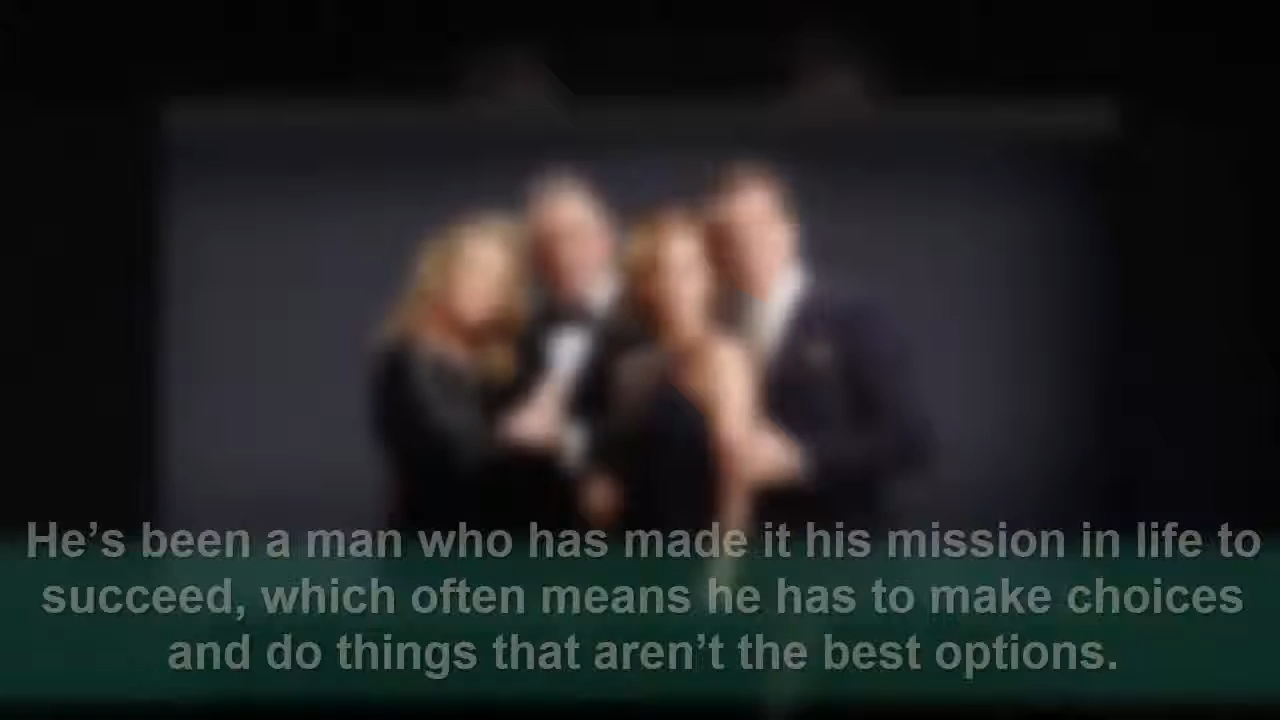 He’s been a man who has made it his mission in life to
succeed, which often means he has to make choices
and do things that aren’t the best options.